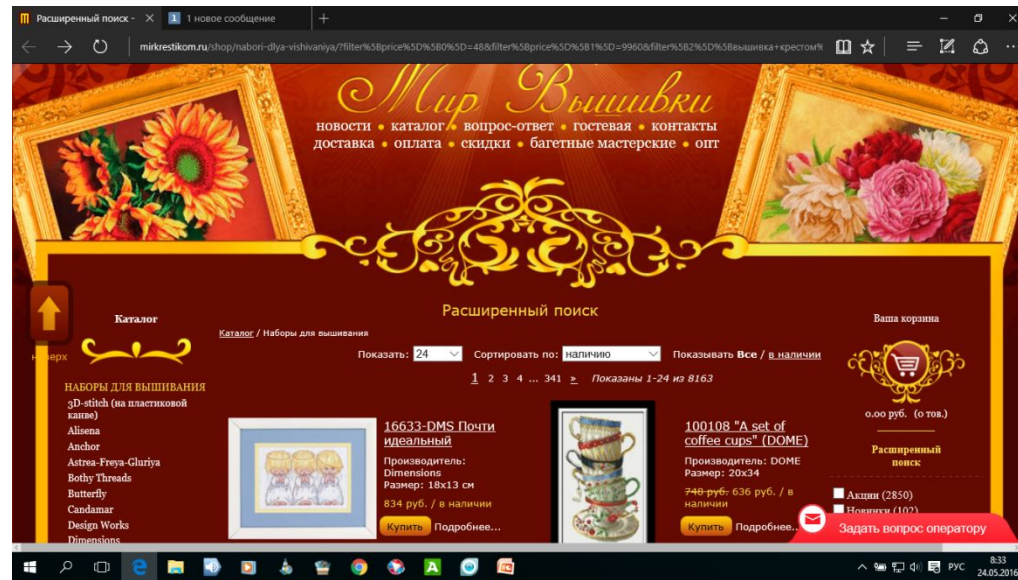 Расширенный поиск -
1 новое сообщение
mirkrestikom.ru/shop/nabori-dlya-vishivaniya/?filter%5Bprice%5D%5B0%5D=48&filter%5Bprice%5D%5B1%5D=9960&filter%5B2%5D%5Bвышивка+крестом%
Мир Вышивки
новости • каталог • вопрос-ответ • гостевая • контакты
доставка • оплата • скидки • багетные мастерские • опт
Расширенный поиск
Каталог
Ваша корзина
Каталог / Наборы для вышивания
Показать: 24 Сортировать по: наличию Показывать Все / в наличии
1 2 3 4 ... 341 » Показаны 1-24 из 8163
НАБОРЫ ДЛЯ ВЫШИВАНИЯ
3D-stitch (на пластиковой
канве)
Alisena
Anchor
Astrea-Freya-Gluriya
Bothy Threads
Butterfly
Candamar
Design Works
Dimensions
16633-DMS Почти
идеальный
Производитель:
Dimensions
Размер: 18x13 см
834 руб. / в наличии
Купить Подробнее...
100108 "A set of
coffee cups" (DOME)
Производитель: DOME
Размер: 20x34
748 руб. 636 руб. / в
наличии
Купить Подробнее...
0.00 руб. (0 тов.)
Расширенный
поиск
Акции (2850)
Новинки (102)
Задать вопрос оператору
РУС
8:33
24.05.2016